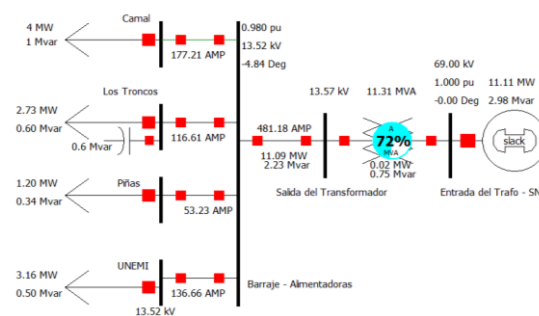 Camal
4 MW
1 Mvar
177.21 AMP
0.980 pu
13.52 kV
-4.84 Deg
Los Troncos
2.73 MW
0.60 Mvar
0.6 Mvar
116.61 AMP
13.57 kV
11.31 MVA
69.00 kV
1.000 pu
-0.00 Deg
11.11 MW
2.98 Mvar
481.18 AMP
11.09 MW
2.23 Mvar
A
72%
MVA
0.02 MW
0.75 Mvar
slack
Salida del Transformador
Entrada del Trafo - SN
Piñas
1.20 MW
0.34 Mvar
53.23 AMP
UNEMI
3.16 MW
0.50 Mvar
136.66 AMP
13.52 kV
Barraje - Alimentadoras